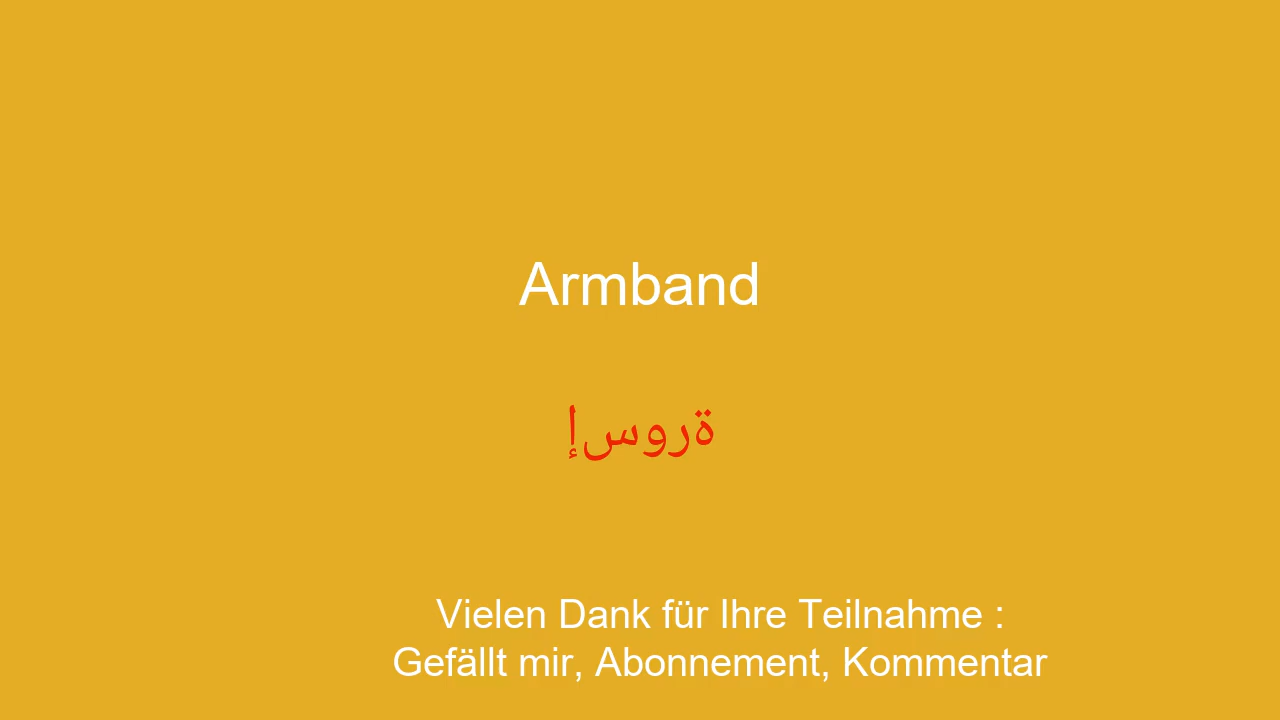 Armband
إسورة
Vielen Dank für Ihre Teilnahme :
Gefällt mir, Abonnement, Kommentar